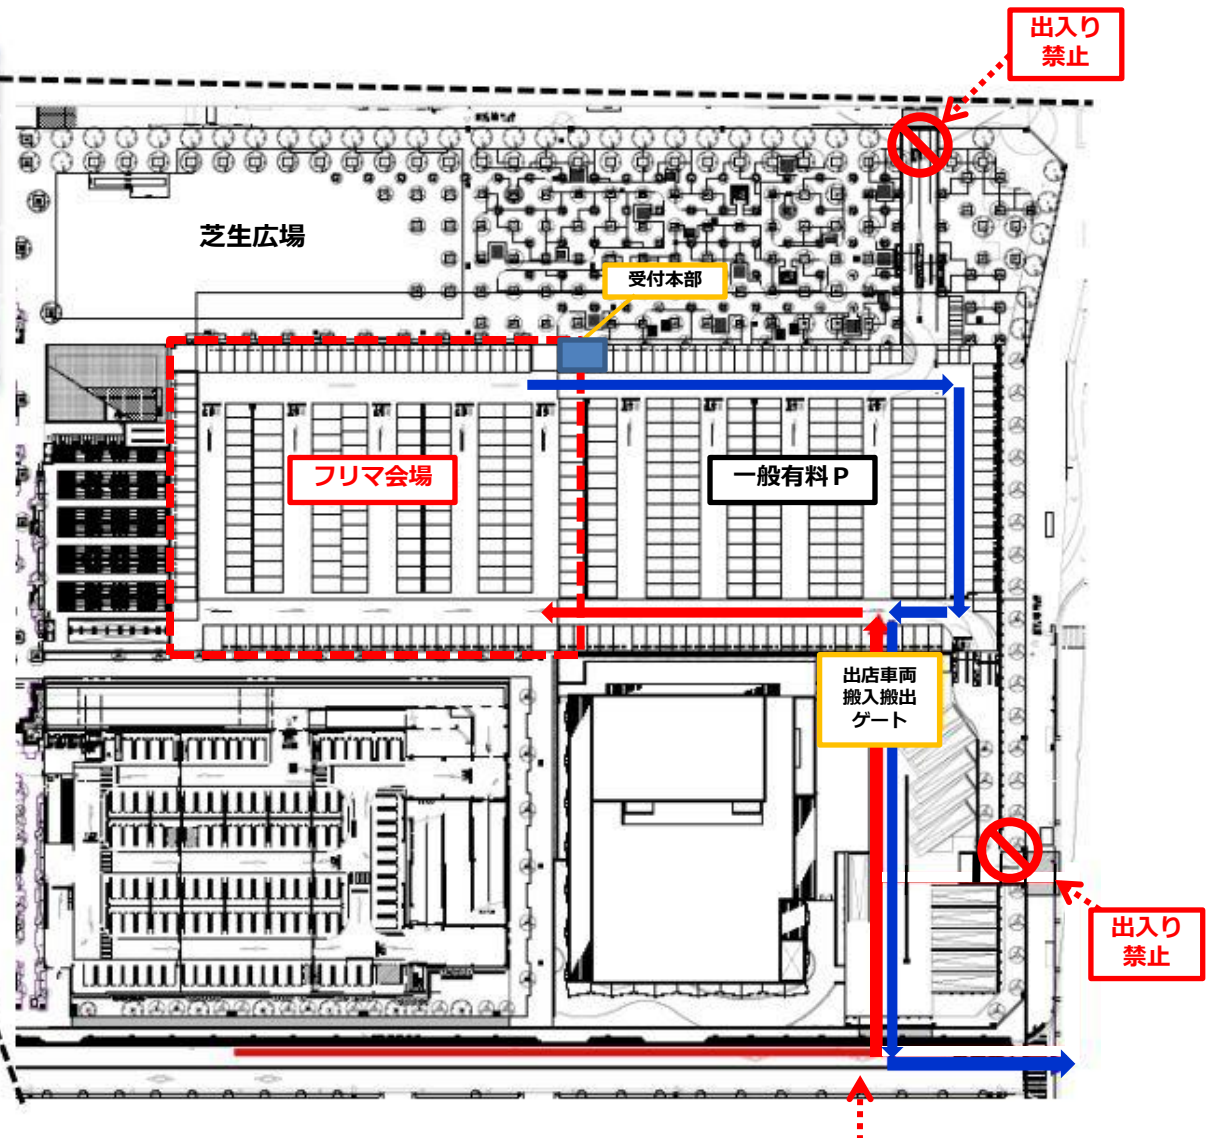 出入り
禁止
芝生広場
受付本部
フリマ会場
一般有料P
出店車両
搬入搬出
ゲート
出入り
禁止